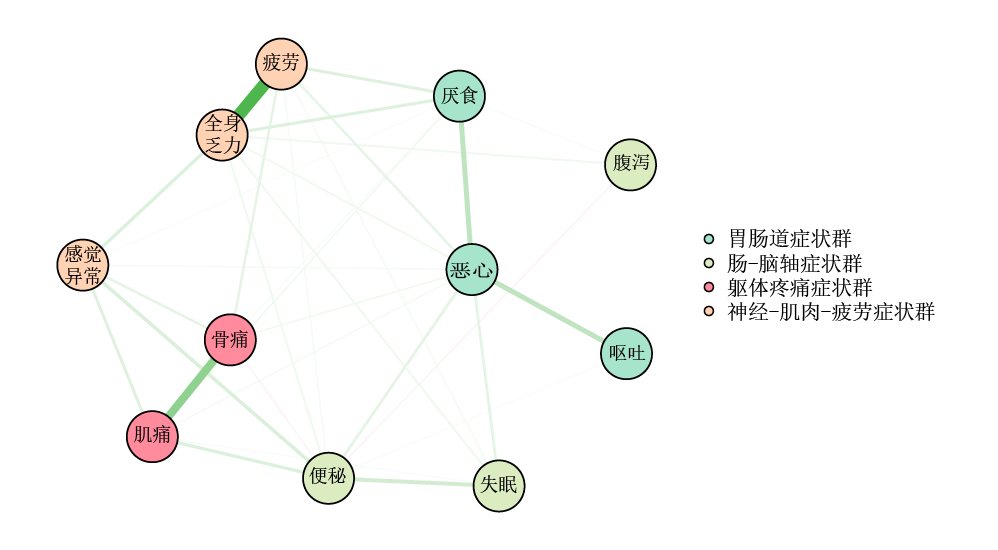 疲劳
厌食
全身
乏力
腹泻
感觉
异常
恶心
骨痛
呕吐
肌痛
便秘
失眠
胃肠道症状群
肠-脑轴症状群
躯体疼痛症状群
神经-肌肉-疲劳症状群